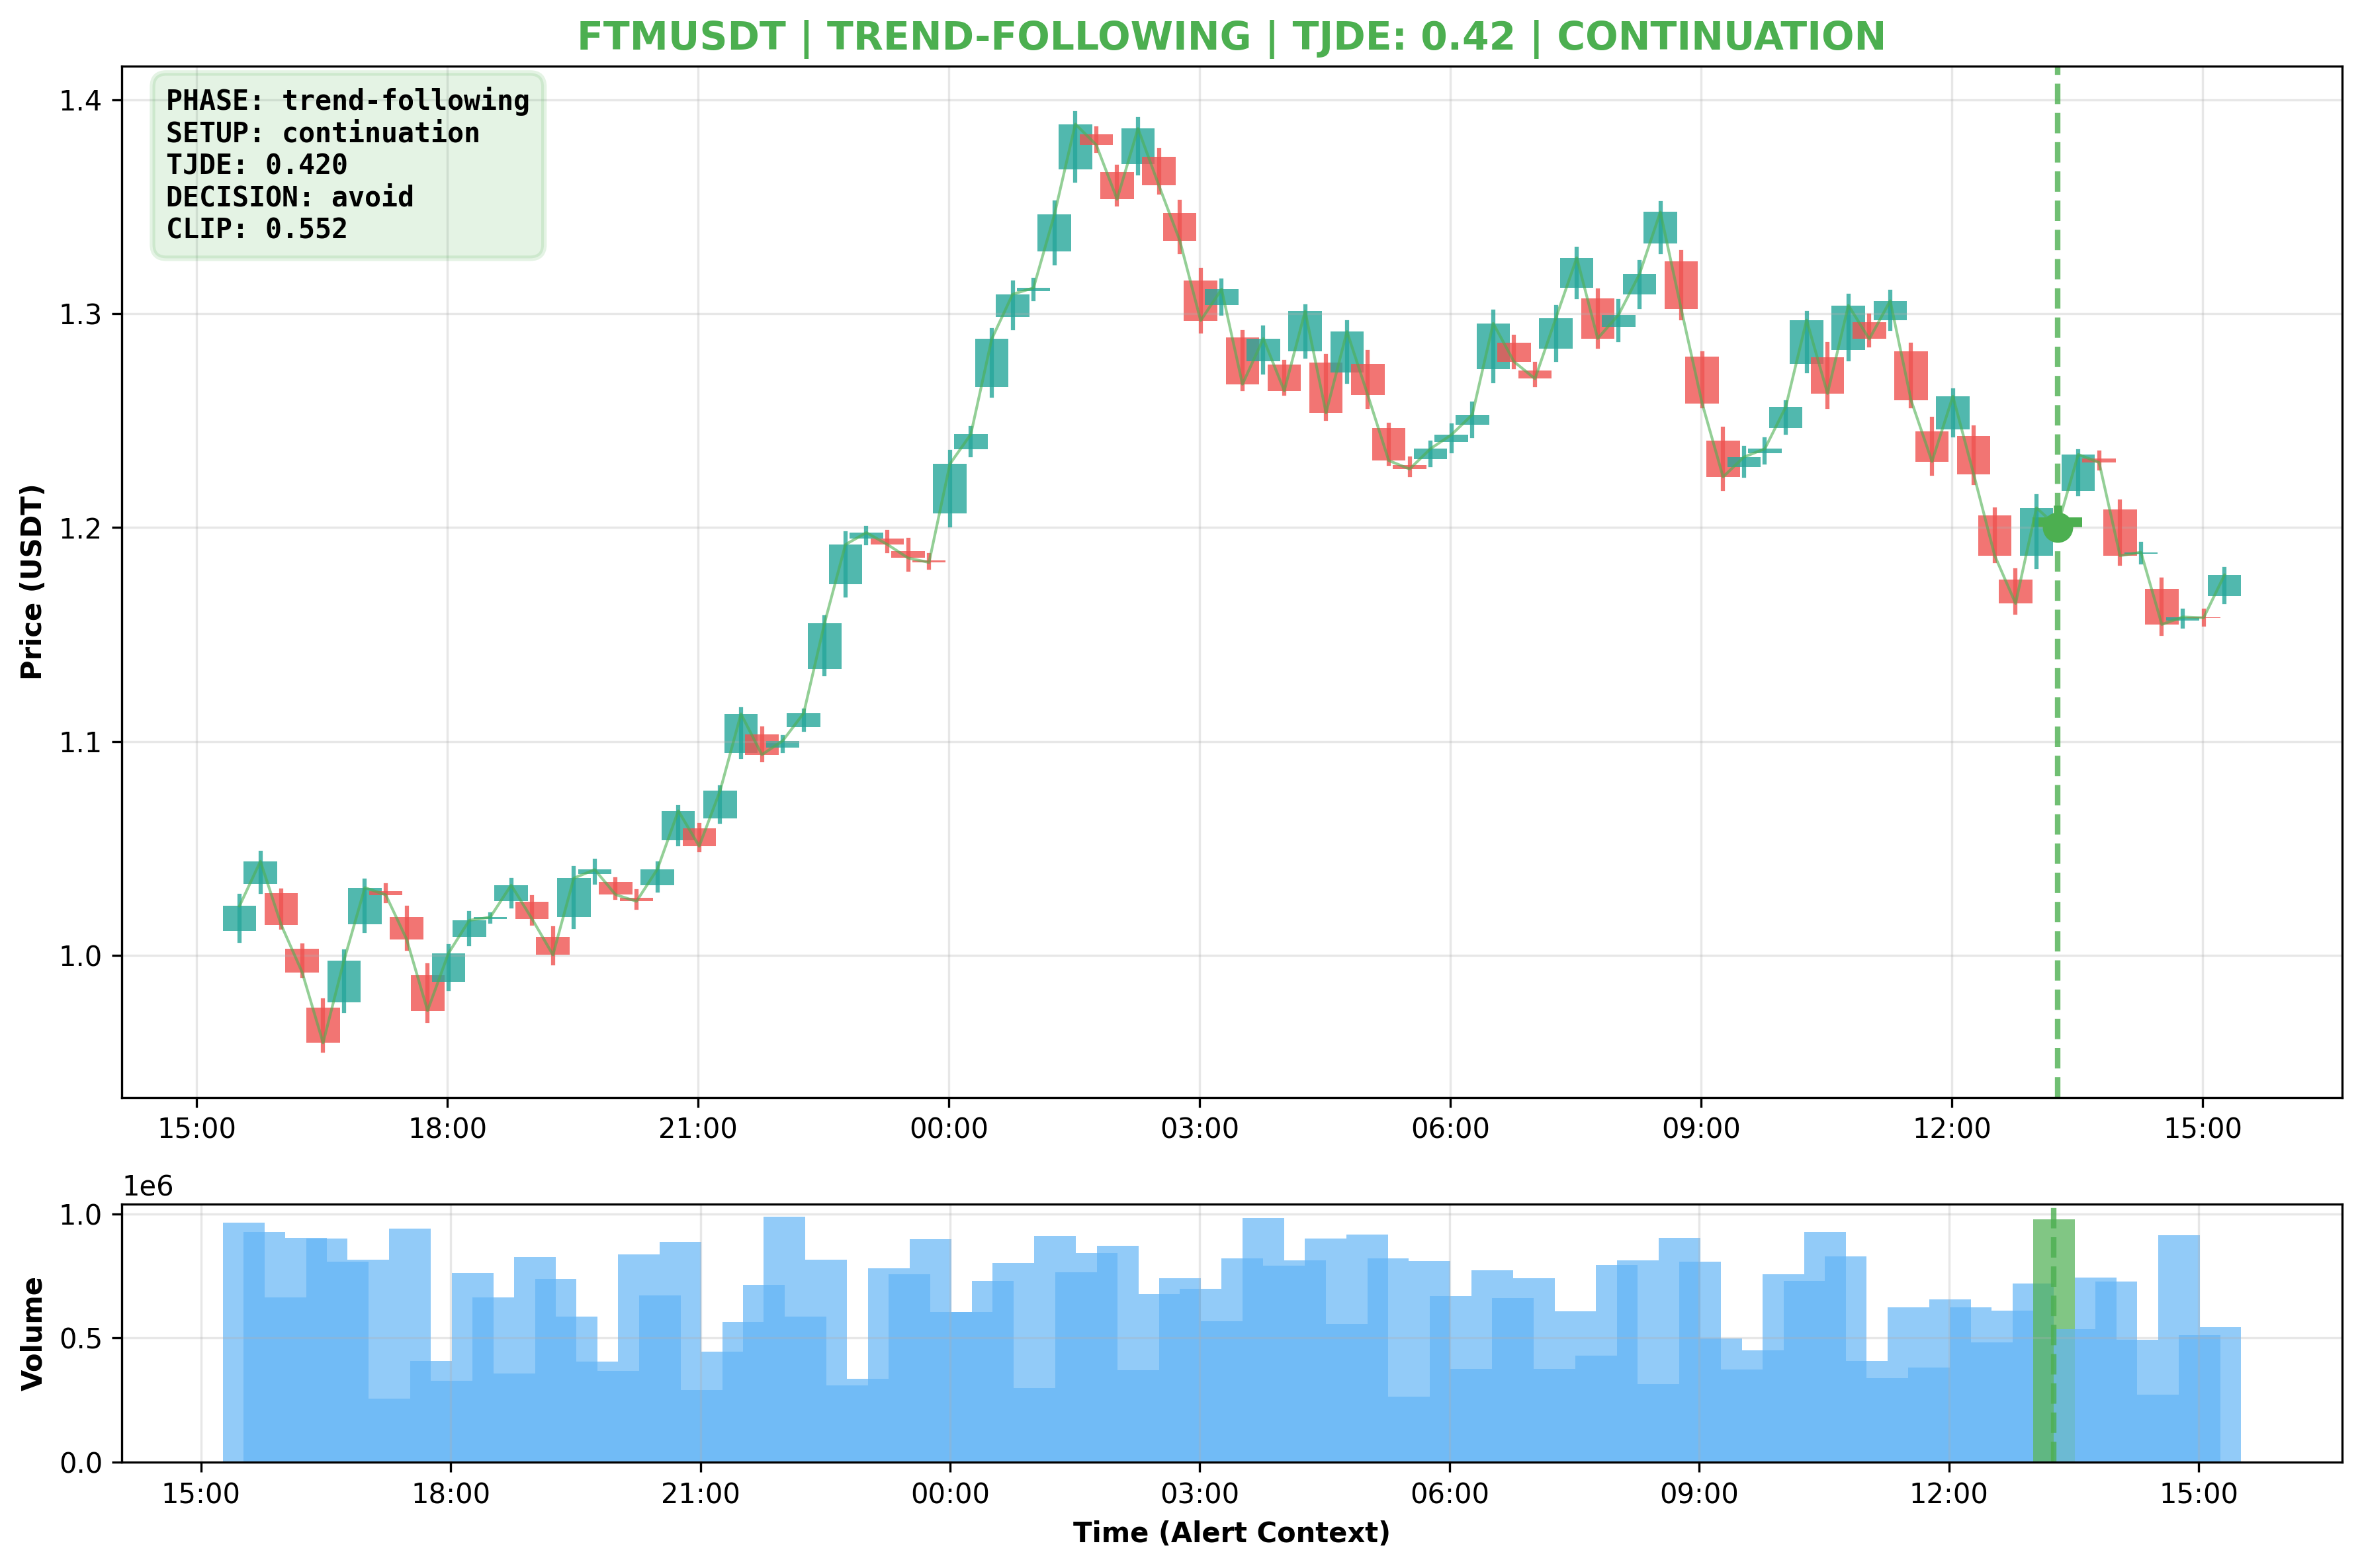 FTMUSDT | TREND-FOLLOWING | TJDE: 0.42 | CONTINUATION
PHASE: trend-following
SETUP: continuation
TJDE: 0.420
DECISION: avoid
CLIP: 0.552
Price (USDT)
1.4
1.3
1.2
1.1
1.0
15:00 18:00 21:00 00:00 03:00 06:00 09:00 12:00 15:00
1e6
Volume
1.0
0.5
0.0
15:00 18:00 21:00 00:00 03:00 06:00 09:00 12:00 15:00
Time (Alert Context)